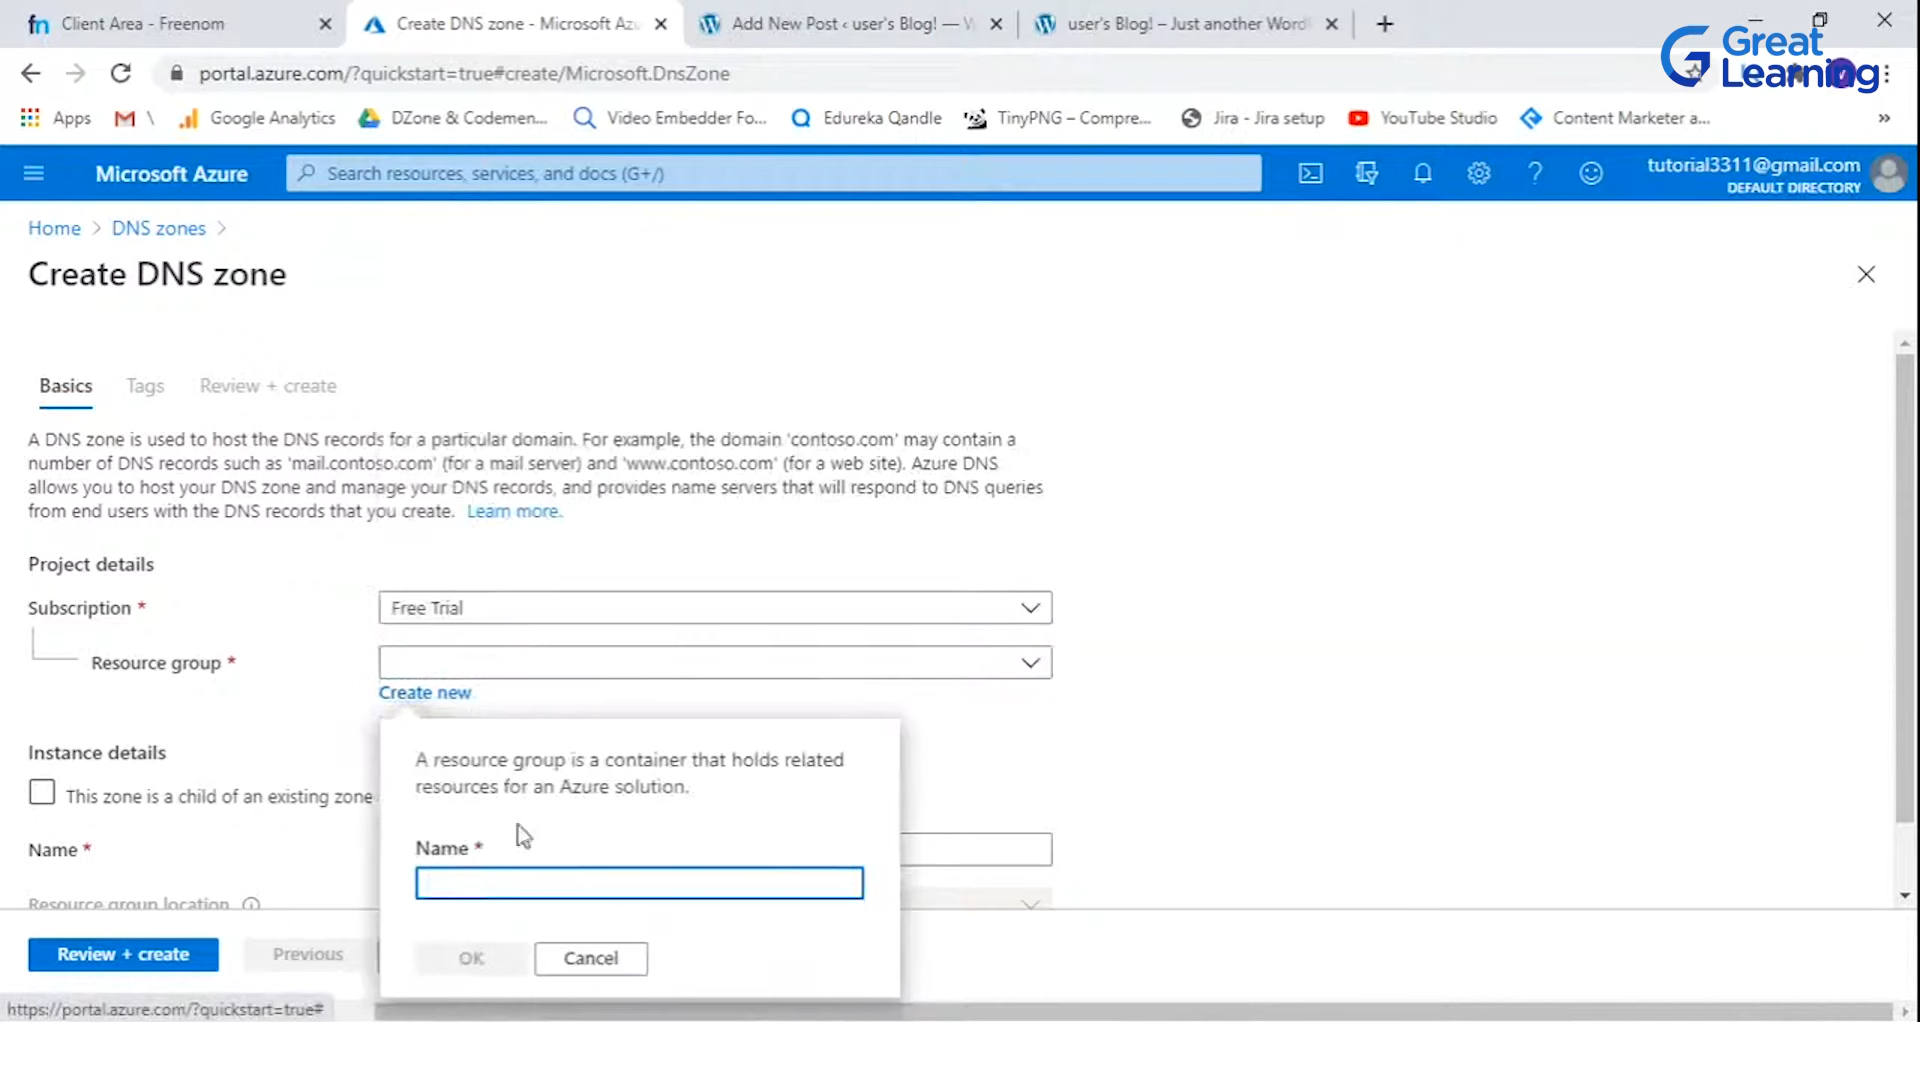 Client Area - Freenom
Create DNS zone - Microsoft Azu
Add New Post ‹ user's Blog! —
user's Blog! – Just another Word
Great
Learning
portal.azure.com/?quickstart=true#create/Microsoft.DnsZone
Apps
\
Google Analytics
DZone & Codemen...
Video Embedder Fo...
Edureka Qandle
TinyPNG – Compre...
Jira - Jira setup
YouTube Studio
Content Marketer a...
»
Microsoft Azure
Search resources, services, and docs (G+/)
tutorial3311@gmail.com
DEFAULT DIRECTORY
Home > DNS zones >
Create DNS zone
Basics
Tags
Review + create
A DNS zone is used to host the DNS records for a particular domain. For example, the domain 'contoso.com' may contain a
number of DNS records such as 'mail.contoso.com' (for a mail server) and 'www.contoso.com' (for a web site). Azure DNS
allows you to host your DNS zone and manage your DNS records, and provides name servers that will respond to DNS queries
from end users with the DNS records that you create. Learn more.
Project details
Subscription *
Free Trial
Resource group *
Create new
A resource group is a container that holds related
resources for an Azure solution.
Name *
OK
Cancel
Instance details
This zone is a child of an existing zone
Name *
Resource group location
Review + create
Previous
https://portal.azure.com/?quickstart=true#